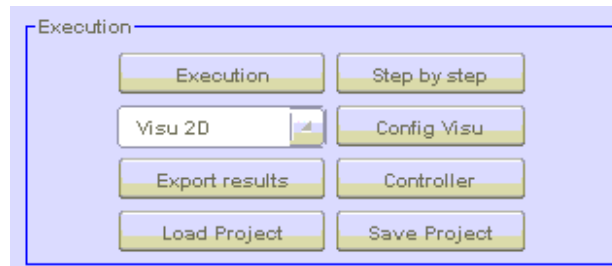 Execution
Execution Step by step
Visu 2D Config Visu
Export results Controller
Load Project Save Project